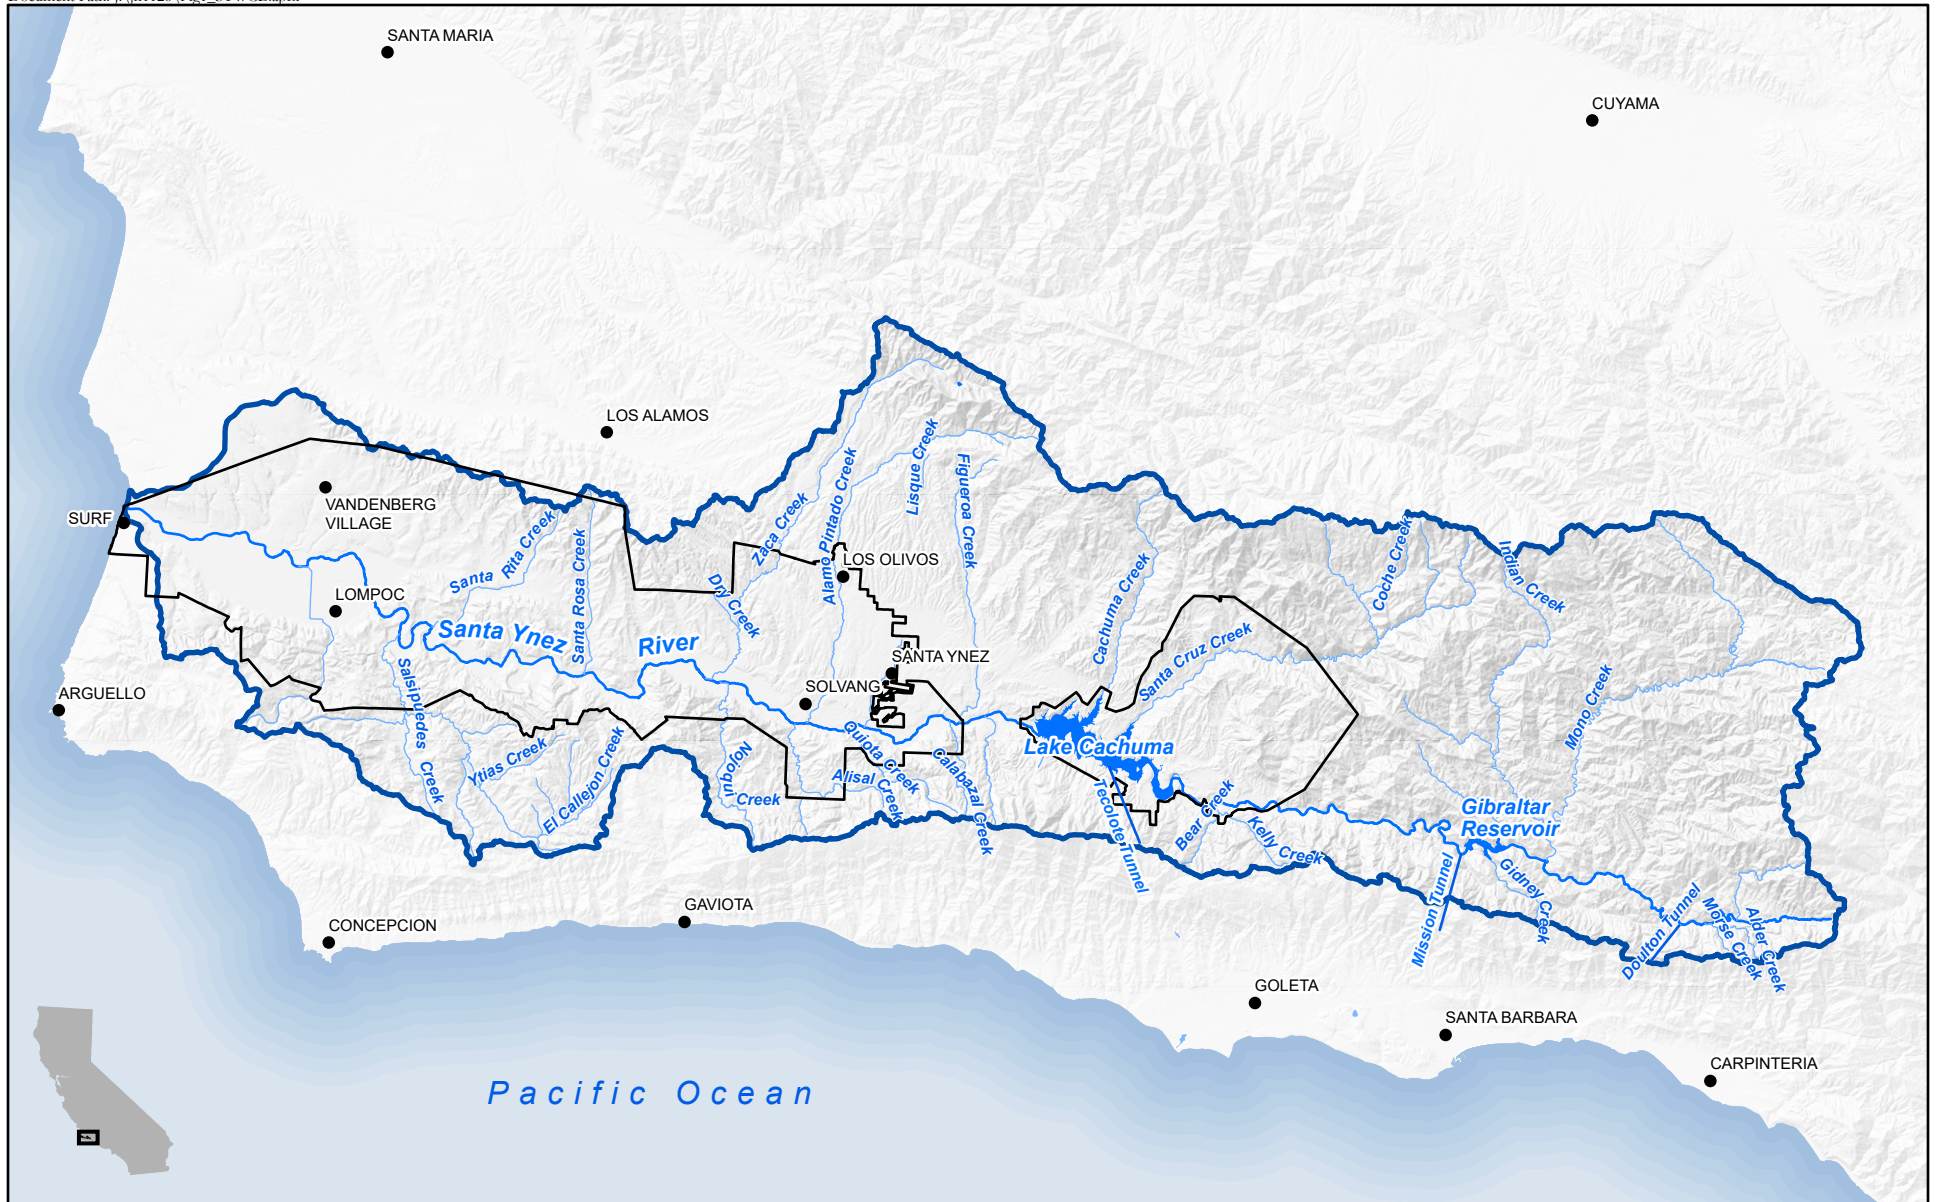 SANTA MARIA
CUYAMA
LOS ALAMOS
VANDENBERG
VILLAGE
SURF
LOMPOC
ARGUELLO
CONCEPCION
GAVIOTA
LOS OLIVOS
SANTA YNEZ
SOLVANG
GOLETA
SANTA BARBARA
CARPINTERIA
Santa Ynez River
Santa Rita Creek
Santa Rosa Creek
Salsipuedes Creek
Ytias Creek
El Callejon Creek
Dry Creek
Zaca Creek
Alamo Pintado Creek
Lisque Creek
Figueroa Creek
Nojoqui Creek
Alisal Creek
Quiota Creek
Calabazal Creek
Cachuma Creek
Santa Cruz Creek
Lake Cachuma
Tecolote Tunnel
Bear Creek
Kelly Creek
Coche Creek
Indian Creek
Mono Creek
Gibraltar
Reservoir
Mission Tunnel
Gidney Creek
Doulton Tunnel
Morse Creek
Alder Creek
Pacific Ocean